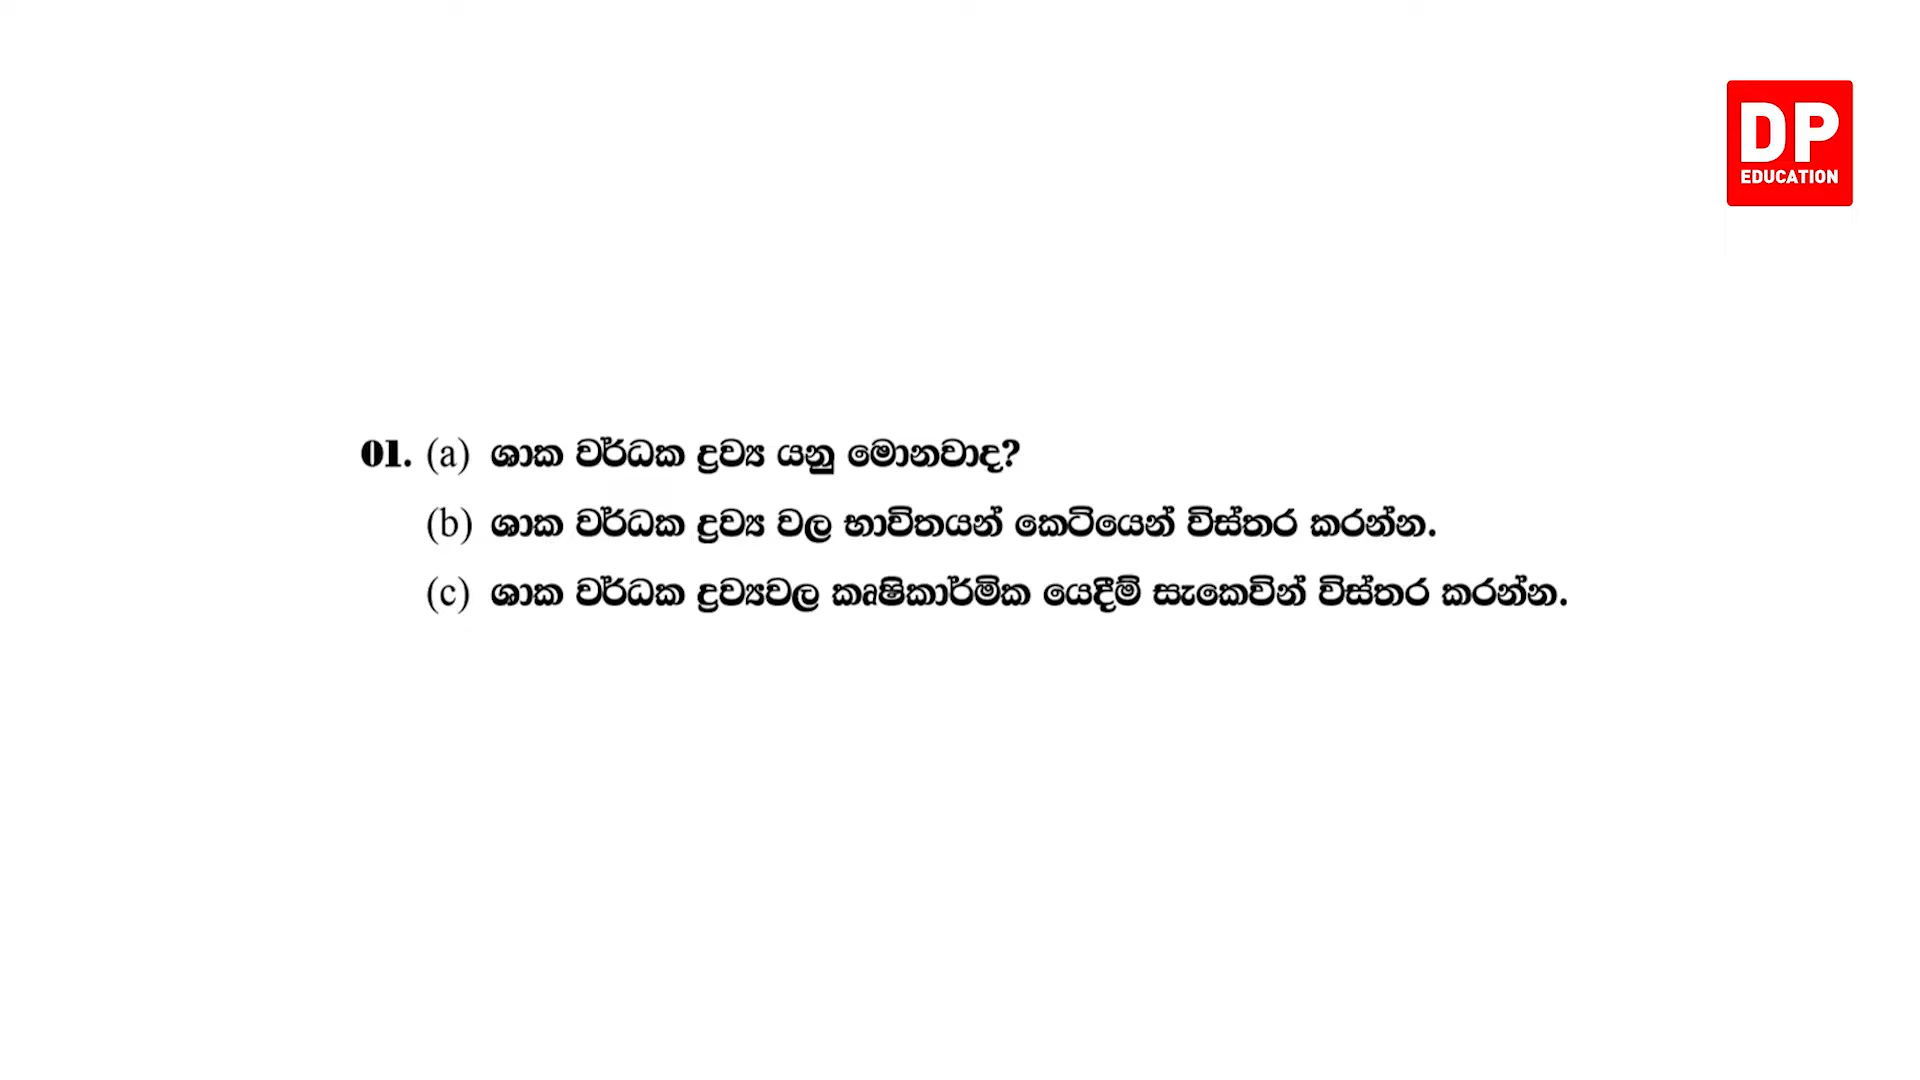 DP
EDUCATION
01. (a) ශාක වර්ධක ද්‍රව්‍ය යනු මොනවාද?
(b) ශාක වර්ධක ද්‍රව්‍ය වල භාවිතයන් කෙටියෙන් විස්තර කරන්න.
(c) ශාක වර්ධක ද්‍රව්‍යවල කෘෂිකාර්මික යෙදීම් සැකෙවින් විස්තර කරන්න.